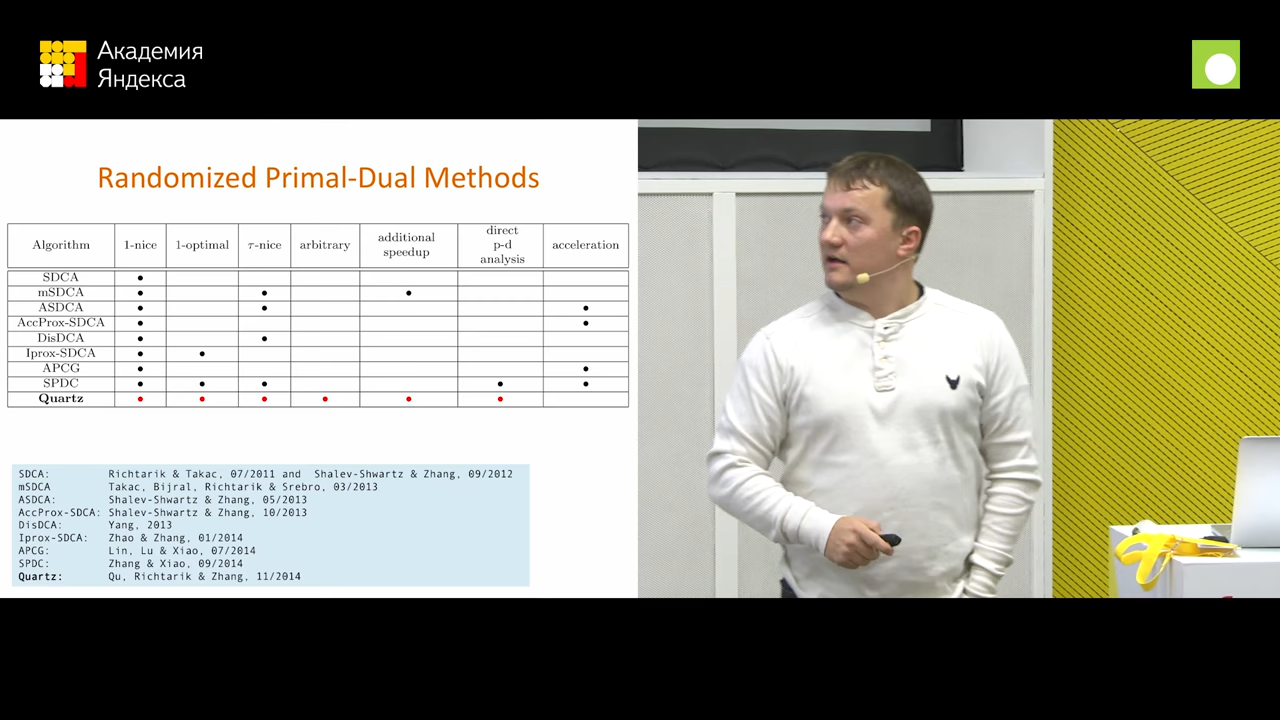 Академия
Яндекса
Randomized Primal-Dual Methods
Algorithm 1-nice 1-optimal τ-nice arbitrary additional speedup direct p-d analysis acceleration
SDCA •
mSDCA • • •
ASDCA • • •
AccProx-SDCA • •
DisDCA • •
Iprox-SDCA • •
APCG • •
SPDC • • • • •
Quartz • • • • • •
SDCA: Richtarik & Takac, 07/2011 and Shalev-Shwartz & Zhang, 09/2012
mSDCA Takac, Bijral, Richtarik & Srebro, 03/2013
ASDCA: Shalev-Shwartz & Zhang, 05/2013
AccProx-SDCA: Shalev-Shwartz & Zhang, 10/2013
DisDCA: Yang, 2013
Iprox-SDCA: Zhao & Zhang, 01/2014
APCG: Lin, Lu & Xiao, 07/2014
SPDC: Zhang & Xiao, 09/2014
Quartz: Qu, Richtarik & Zhang, 11/2014